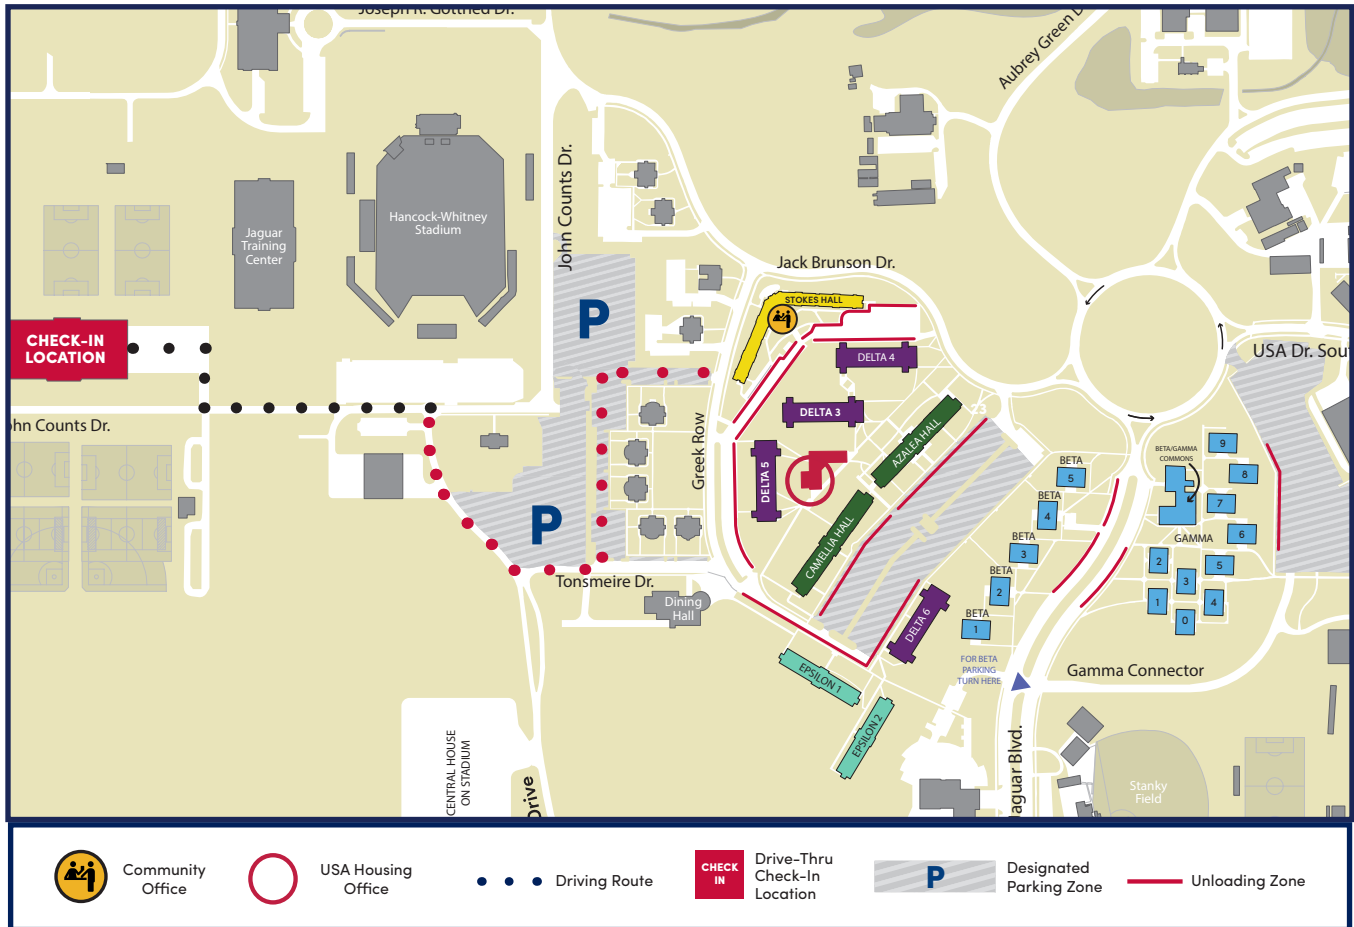 Joseph R. Gottfried Dr.
Aubrey Green D
John Counts Dr.
Hancock-Whitney
Stadium
Jaguar
Training
Center
Jack Brunson Dr.
STOKES HALL
P
CHECK-IN
LOCATION
DELTA 4
USA Dr. Sou
DELTA 3
23
AZALEA HALL
ohn Counts Dr.
Greek Row
DELTA 5
BETA
5
BETA
4
BETA/GAMMA
COMMONS
9
8
7
GAMMA
6
P
CAMELLIA HALL
BETA
3
BETA
2
BETA
1
2
5
3
1
4
0
Tonsmeire Dr.
Dining
Hall
DELTA 6
FOR BETA
PARKING
TURN HERE
Gamma Connector
EPSILON 1
EPSILON 2
CENTRAL HOUSE
ON STADIUM
Drive
Jaguar Blvd.
Stanky
Field
Community
Office
USA Housing
Office
Driving Route
CHECK
IN
Drive-Thru
Check-In
Location
P
Designated
Parking Zone
Unloading Zone